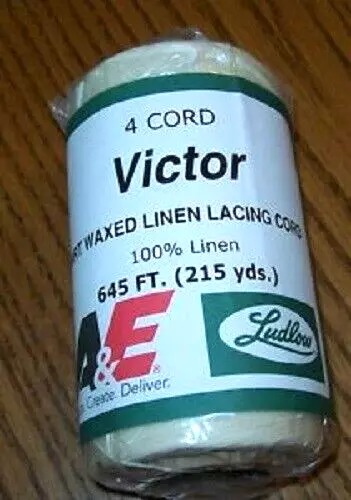 4 CORD
Victor
WAXED LINEN LACING CORD
100% Linen
645 FT. (215 yds.)
A&E®
Create. Deliver.
Ludlow